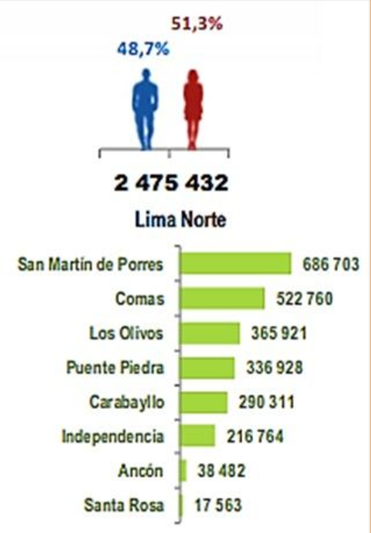 51,3%
48,7%
2 475 432
Lima Norte
San Martín de Porres 686 703
Comas 522 760
Los Olivos 365 921
Puente Piedra 336 928
Carabayllo 290 311
Independencia 216 764
Ancón 38 482
Santa Rosa 17 563